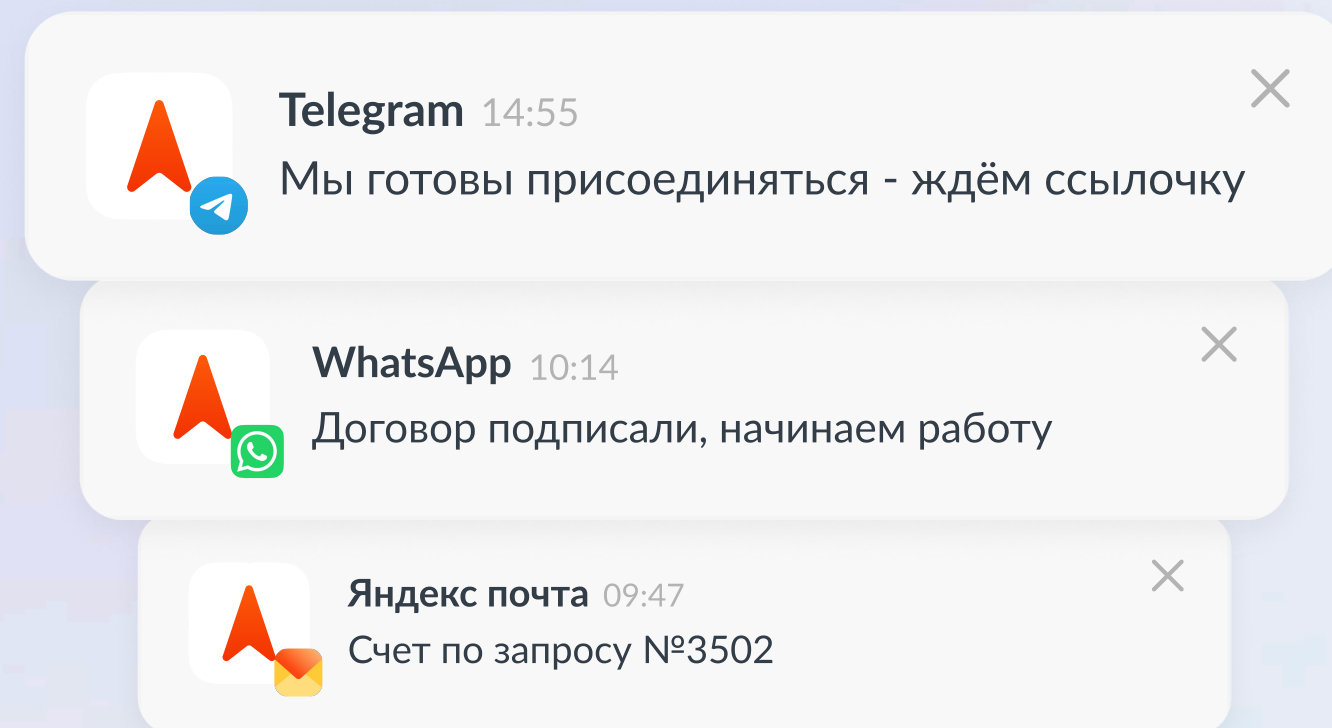 Telegram 14:55
Мы готовы присоединяться - ждём ссылочку
WhatsApp 10:14
Договор подписали, начинаем работу
Яндекс почта 09:47
Счет по запросу №3502